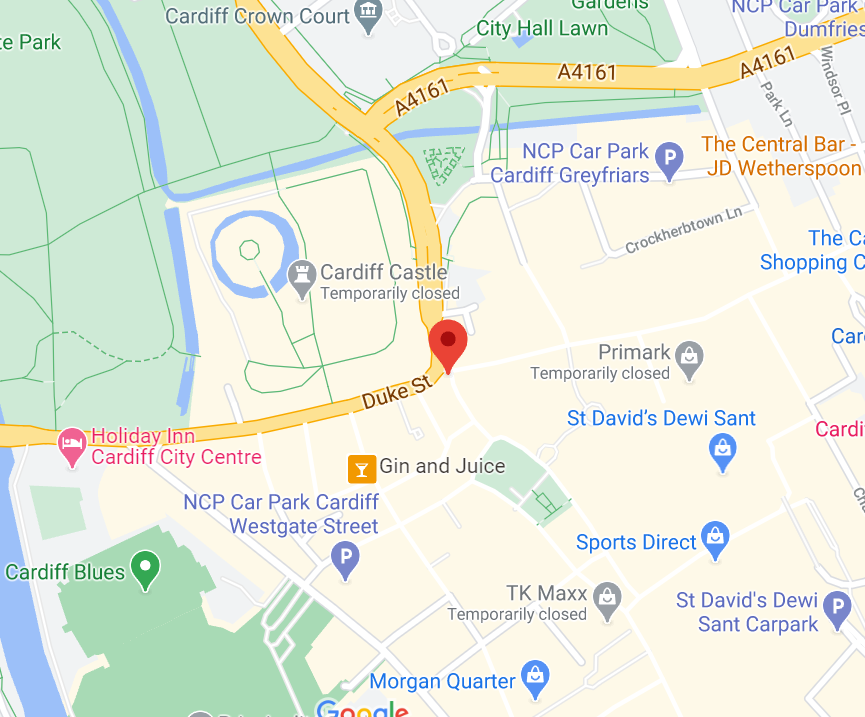 Gardens
NCP Car Park
Dumfries
Cardiff Crown Court
City Hall Lawn
te Park
A4161
A4161
A4161
Park Ln
Windsor Pl
NCP Car Park
Cardiff Greyfriars
The Central Bar -
JD Wetherspoon
Crockherbtown Ln
The Ca
Shopping C
Cardiff Castle
Temporarily closed
Car
Primark
Temporarily closed
Duke St
St David's Dewi Sant
Cardi
Holiday Inn
Cardiff City Centre
Gin and Juice
NCP Car Park Cardiff
Westgate Street
Sports Direct
Cardiff Blues
TK Maxx
Temporarily closed
St David's Dewi
Sant Carpark
Morgan Quarter
Google